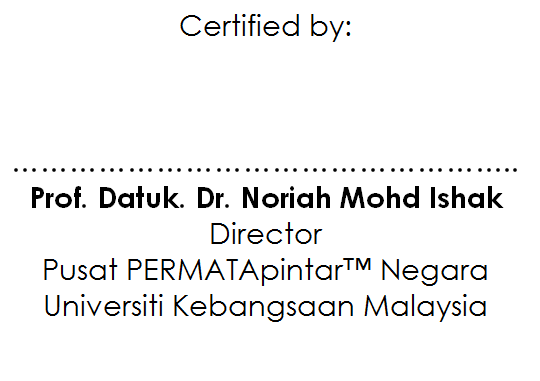 Certified by:
……………………………………………..
Prof. Datuk. Dr. Noriah Mohd Ishak
Director
Pusat PERMATApintar™ Negara
Universiti Kebangsaan Malaysia